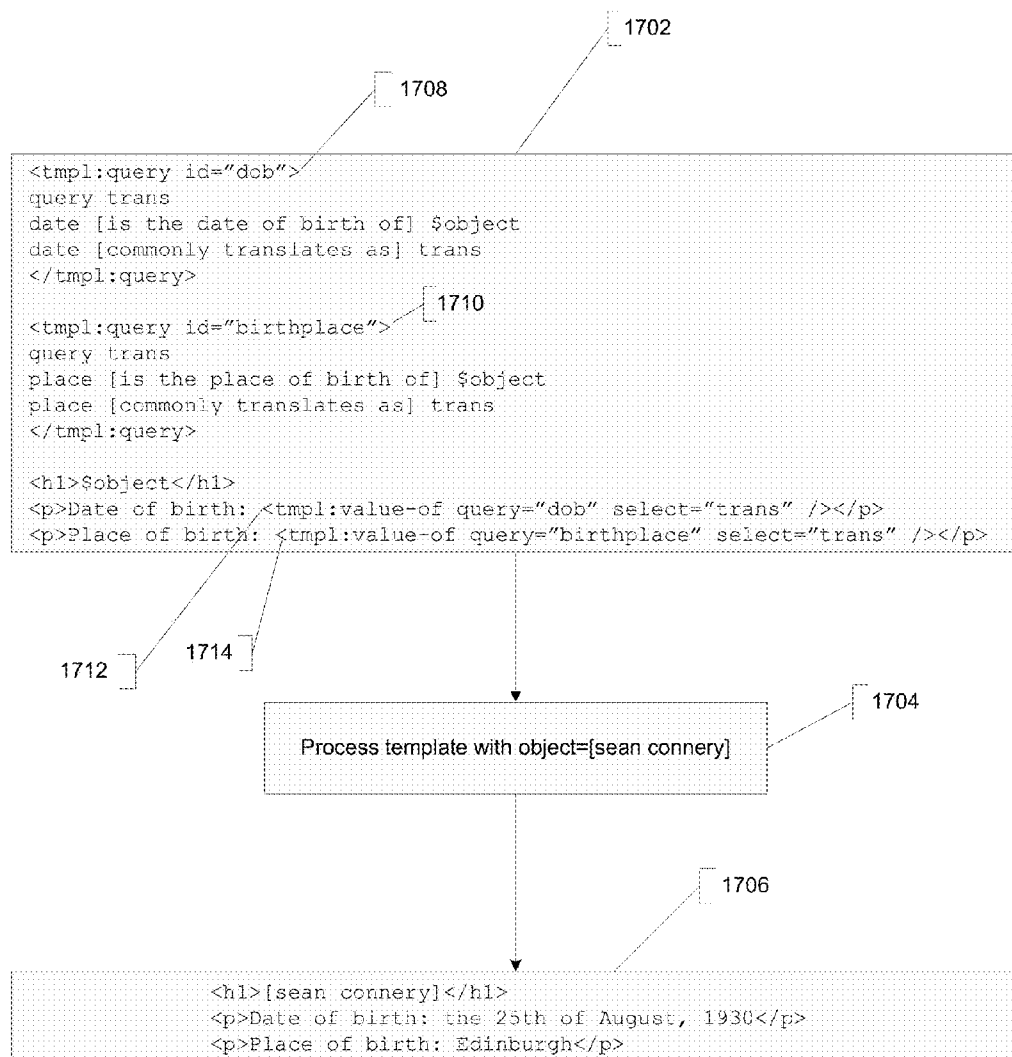 1702
1708
<tmpl:query id="dob">
query trans
date [is the date of birth of] $object
date [commonly translates as] trans
</tmpl:query>
1710
<tmpl:query id="birthplace">
query trans
place [is the place of birth of] $object
place [commonly translates as] trans
</tmpl:query>
<h1>$object</h1>
<p>Date of birth: <tmpl:value-of query="dob" select="trans" /></p>
<p>Place of birth: <tmpl:value-of query="birthplace" select="trans" /></p>
1712
1714
1704
Process template with object=[sean connery]
1706
<h1>[sean connery]</h1>
<p>Date of birth: the 25th of August, 1930</p>
<p>Place of birth: Edinburgh</p>